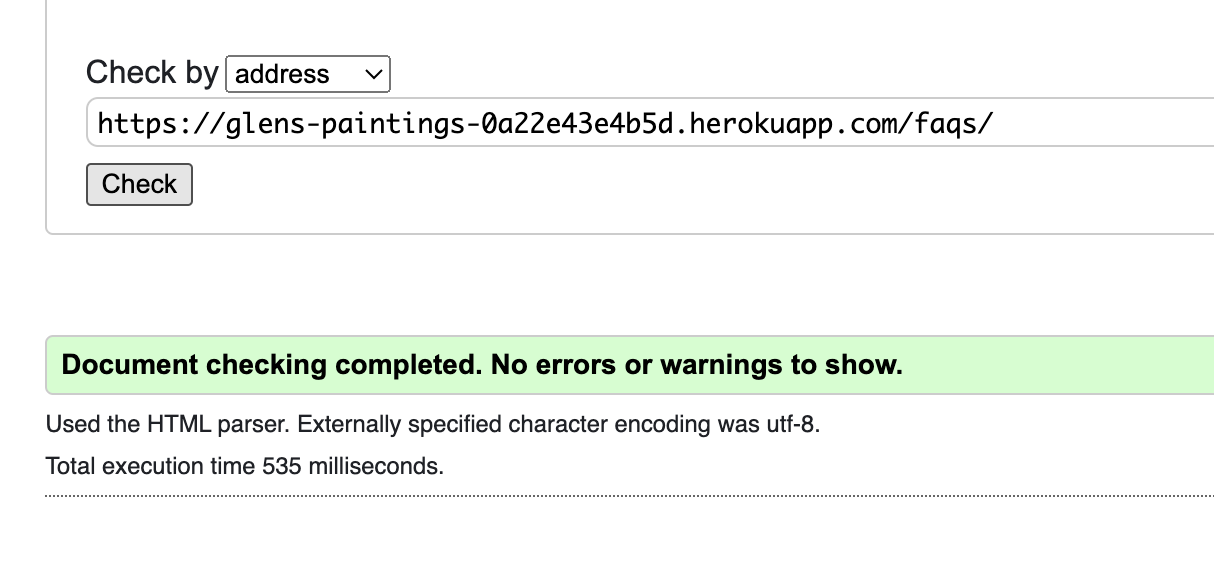 Check by address
https://glens-paintings-0a22e43e4b5d.herokuapp.com/faqs/
Check
Document checking completed. No errors or warnings to show.
Used the HTML parser. Externally specified character encoding was utf-8.
Total execution time 535 milliseconds.